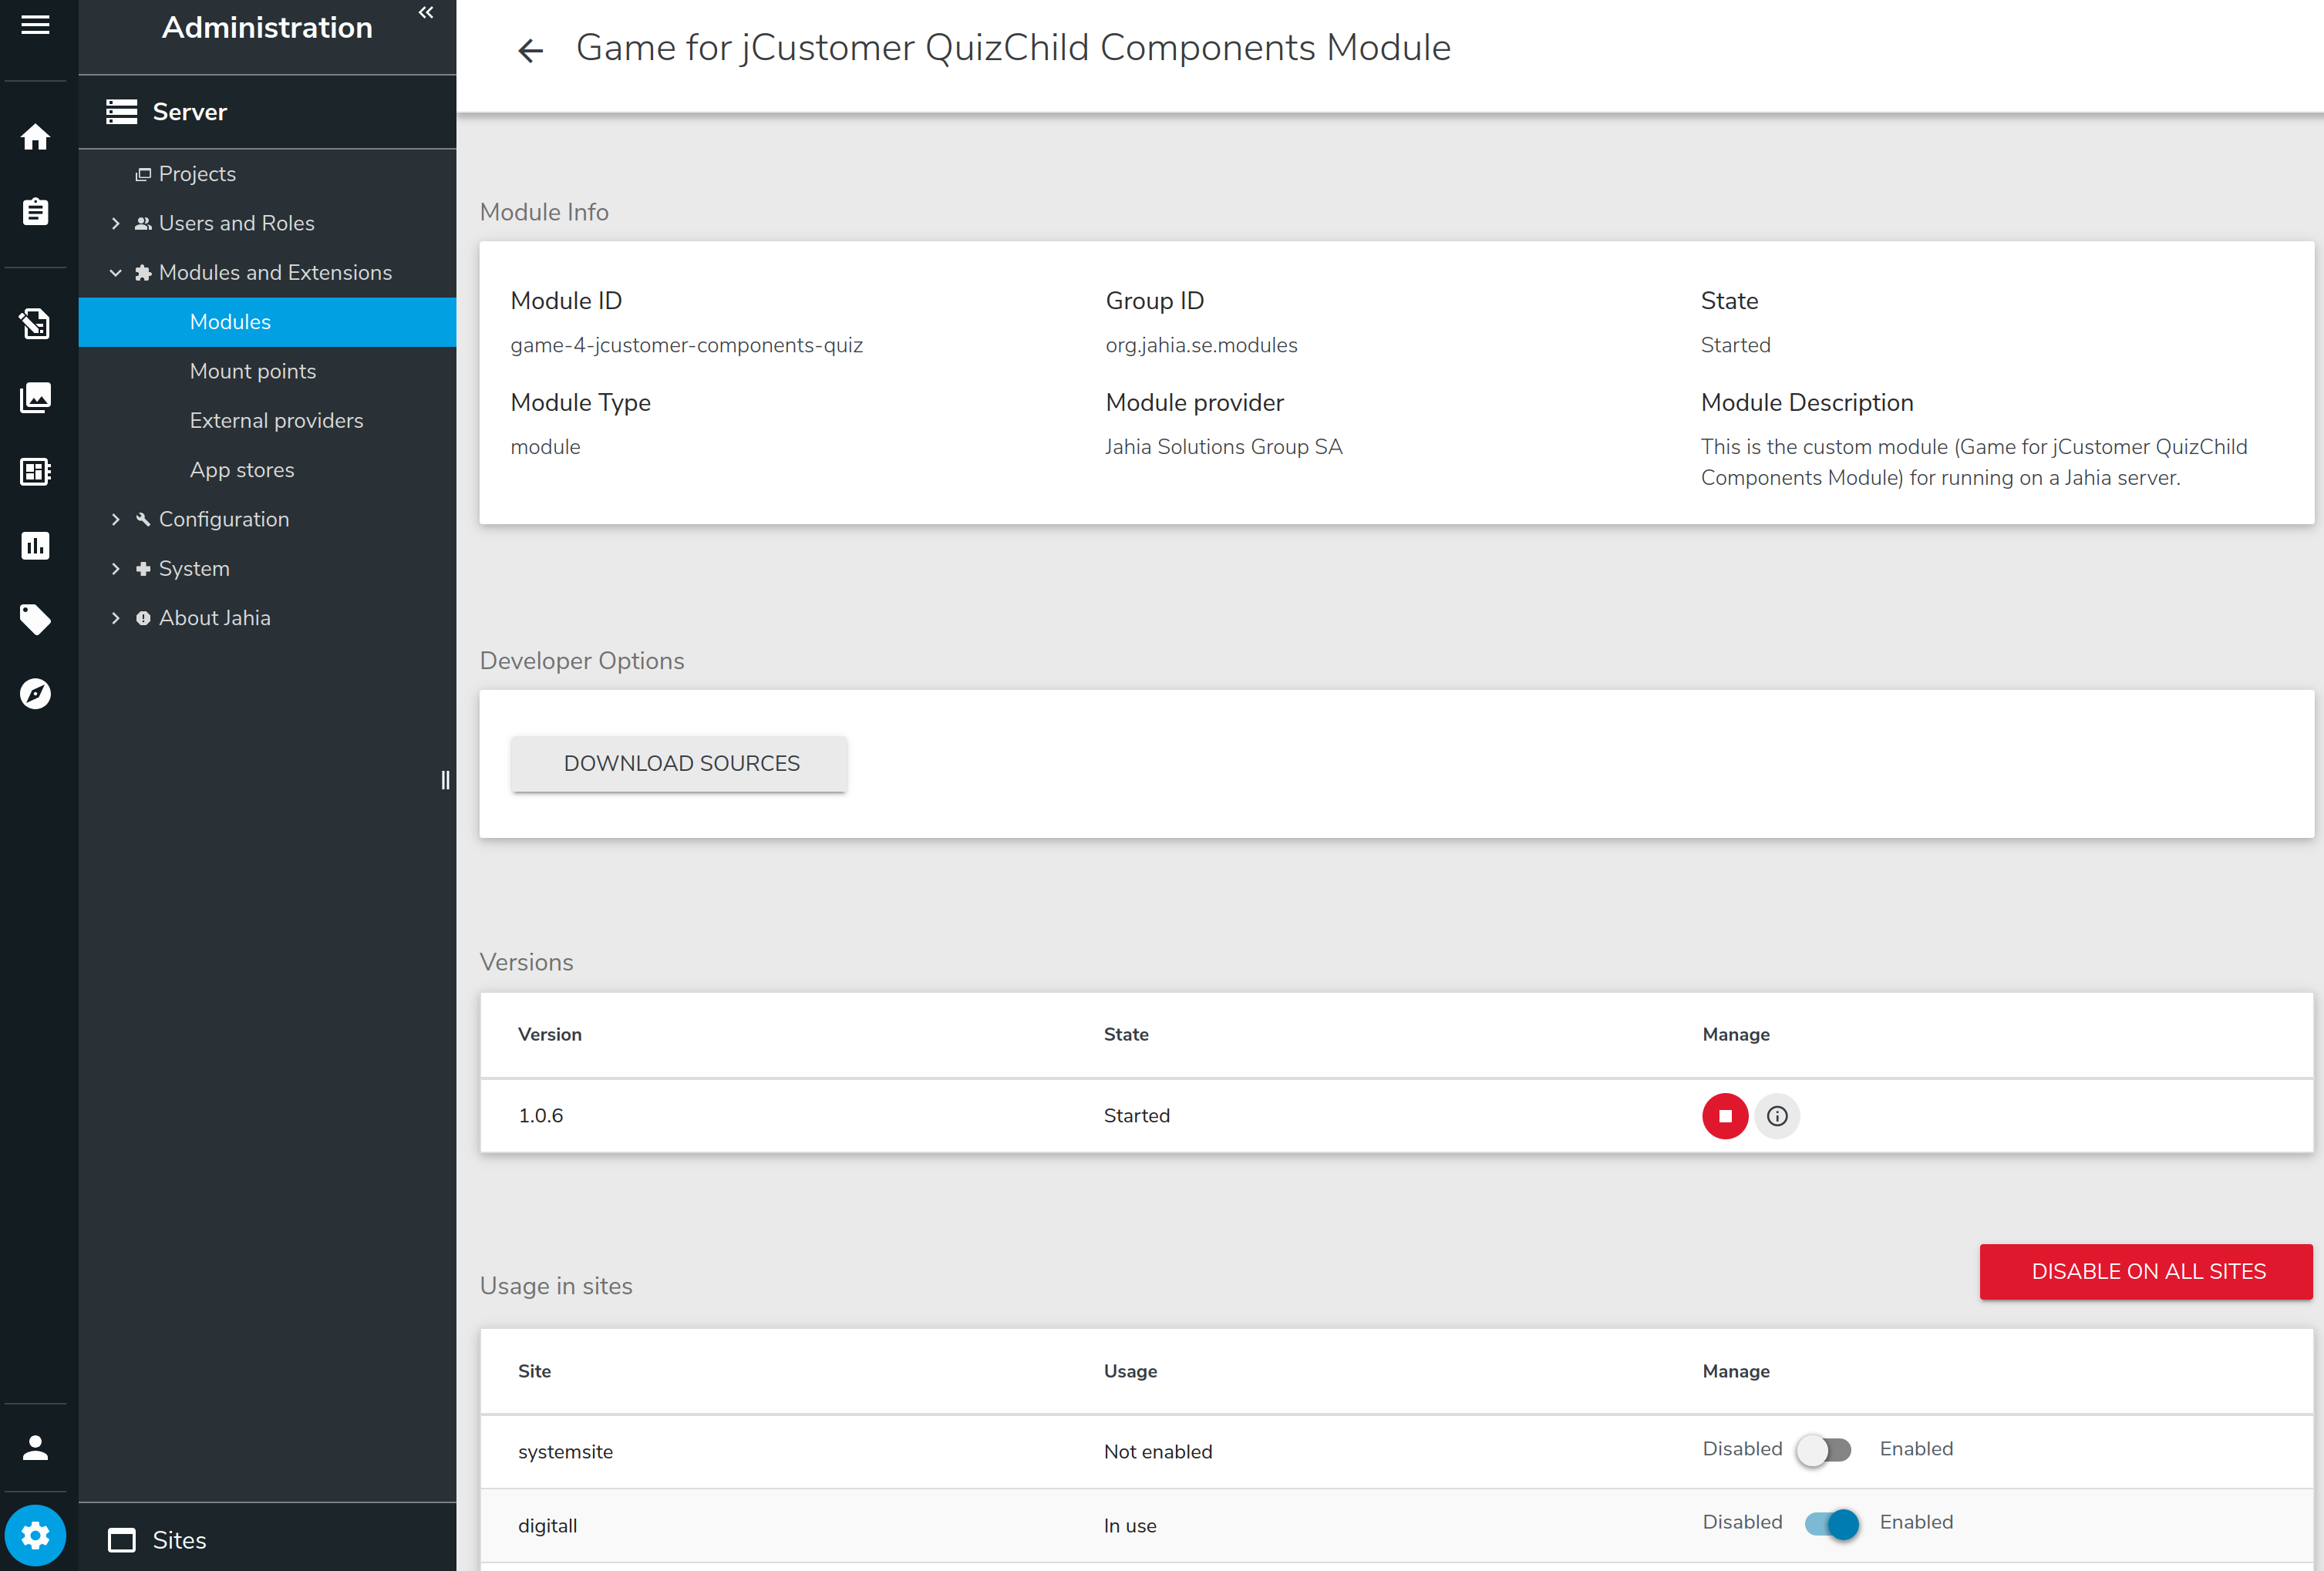 Administration
Server
Projects
Users and Roles
Modules and Extensions
Modules
Mount points
External providers
App stores
Configuration
System
About Jahia
Sites
Game for jCustomer QuizChild Components Module
Module Info
Module ID
game-4-jcustomer-components-quiz
Group ID
org.jahia.se.modules
State
Started
Module Type
module
Module provider
Jahia Solutions Group SA
Module Description
This is the custom module (Game for jCustomer QuizChild
Components Module) for running on a Jahia server.
Developer Options
DOWNLOAD SOURCES
Versions
Version State Manage
1.0.6 Started
Usage in sites
DISABLE ON ALL SITES
Site Usage Manage
systemsite Not enabled Disabled Enabled
digitall In use Disabled Enabled